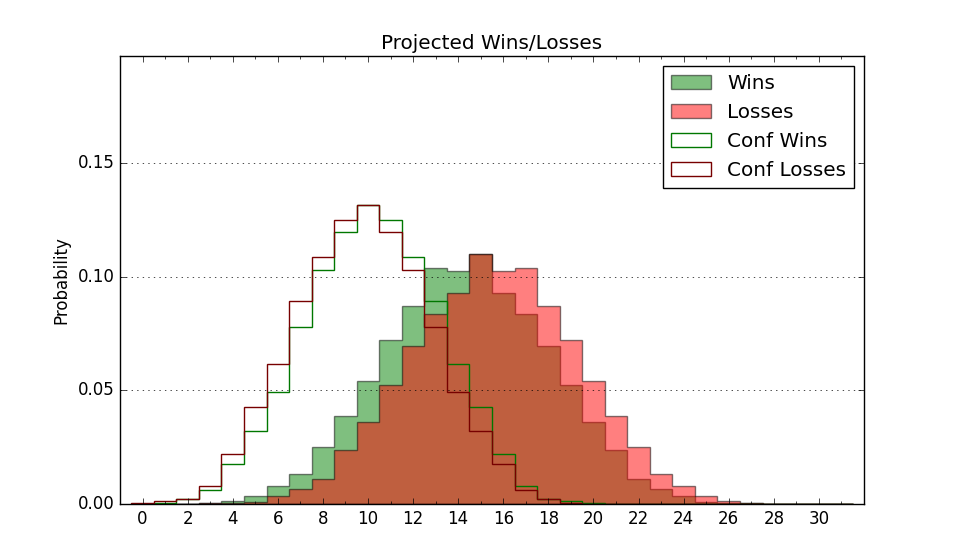 Projected Wins/Losses
Wins
Losses
Conf Wins
Conf Losses
Probability
0.15
0.10
0.05
0.00
0 2 4 6 8 10 12 14 16 18 20 22 24 26 28 30